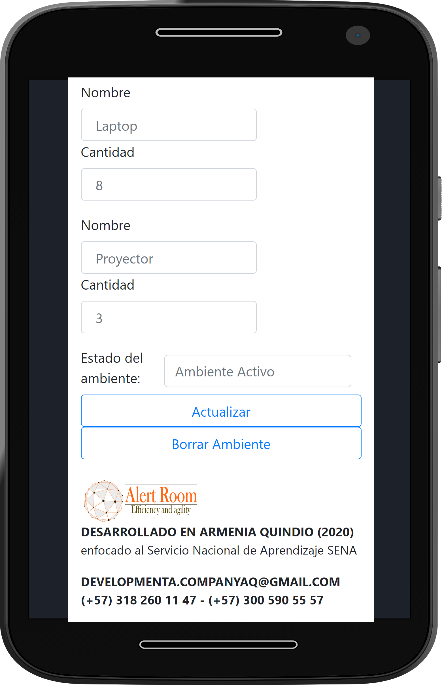 Nombre
Laptop
Cantidad
8
Nombre
Proyector
Cantidad
3
Estado del
ambiente:
Ambiente Activo
Actualizar
Borrar Ambiente
Alert Room
Efficiency and agility
DESARROLLADO EN ARMENIA QUINDIO (2020)
enfocado al Servicio Nacional de Aprendizaje SENA
DEVELOPMENTA.COMPANYAQ@GMAIL.COM
(+57) 318 260 11 47 - (+57) 300 590 55 57